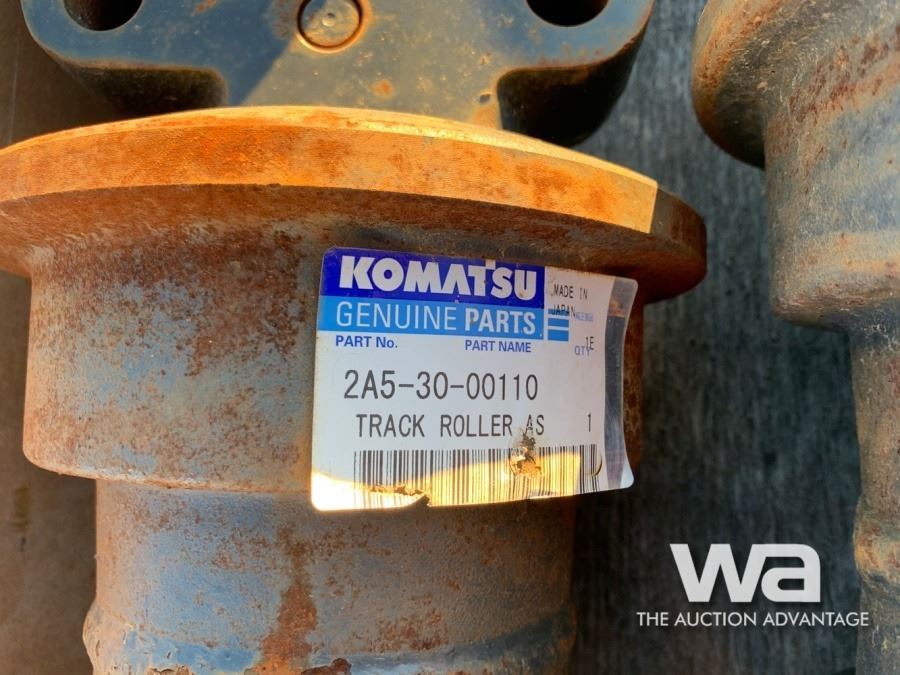 KOMATSU
MADE IN
JAPAN
GENUINE PARTS
PART No. PART NAME QTY 1E
2A5-30-00110
TRACK ROLLER AS 1
wa
THE AUCTION ADVANTAGE